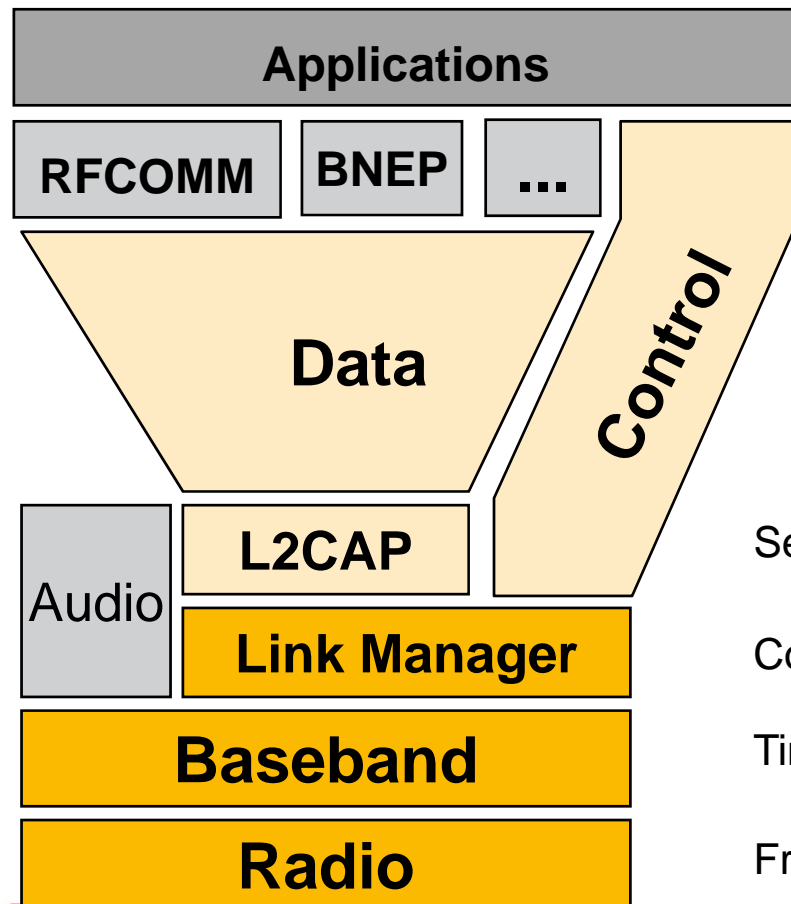 Applications
RFCOMM
BNEP
...
Data
Control
L2CAP
Audio
Link Manager
Baseband
Radio